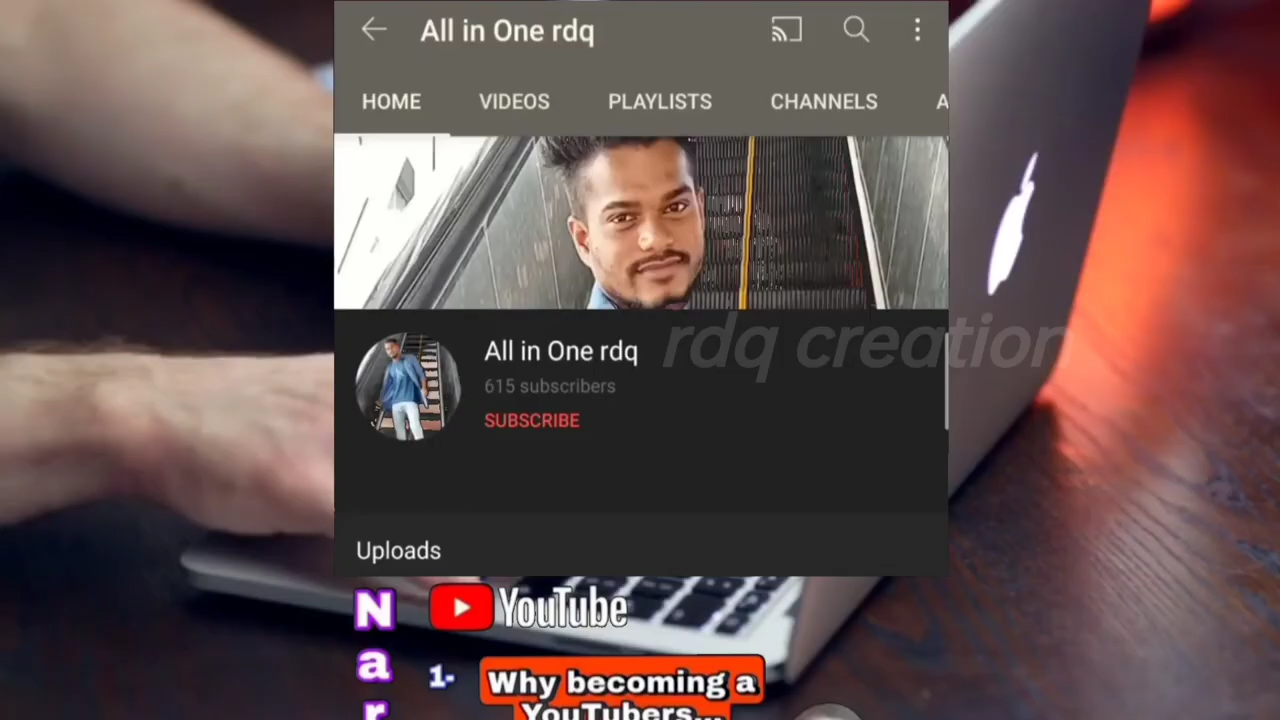 All in One rdq
HOME VIDEOS PLAYLISTS CHANNELS A
rdq creation
All in One rdq
615 subscribers
SUBSCRIBE
Uploads
N
a
r
YouTube
1- Why becoming a
YouTubers...